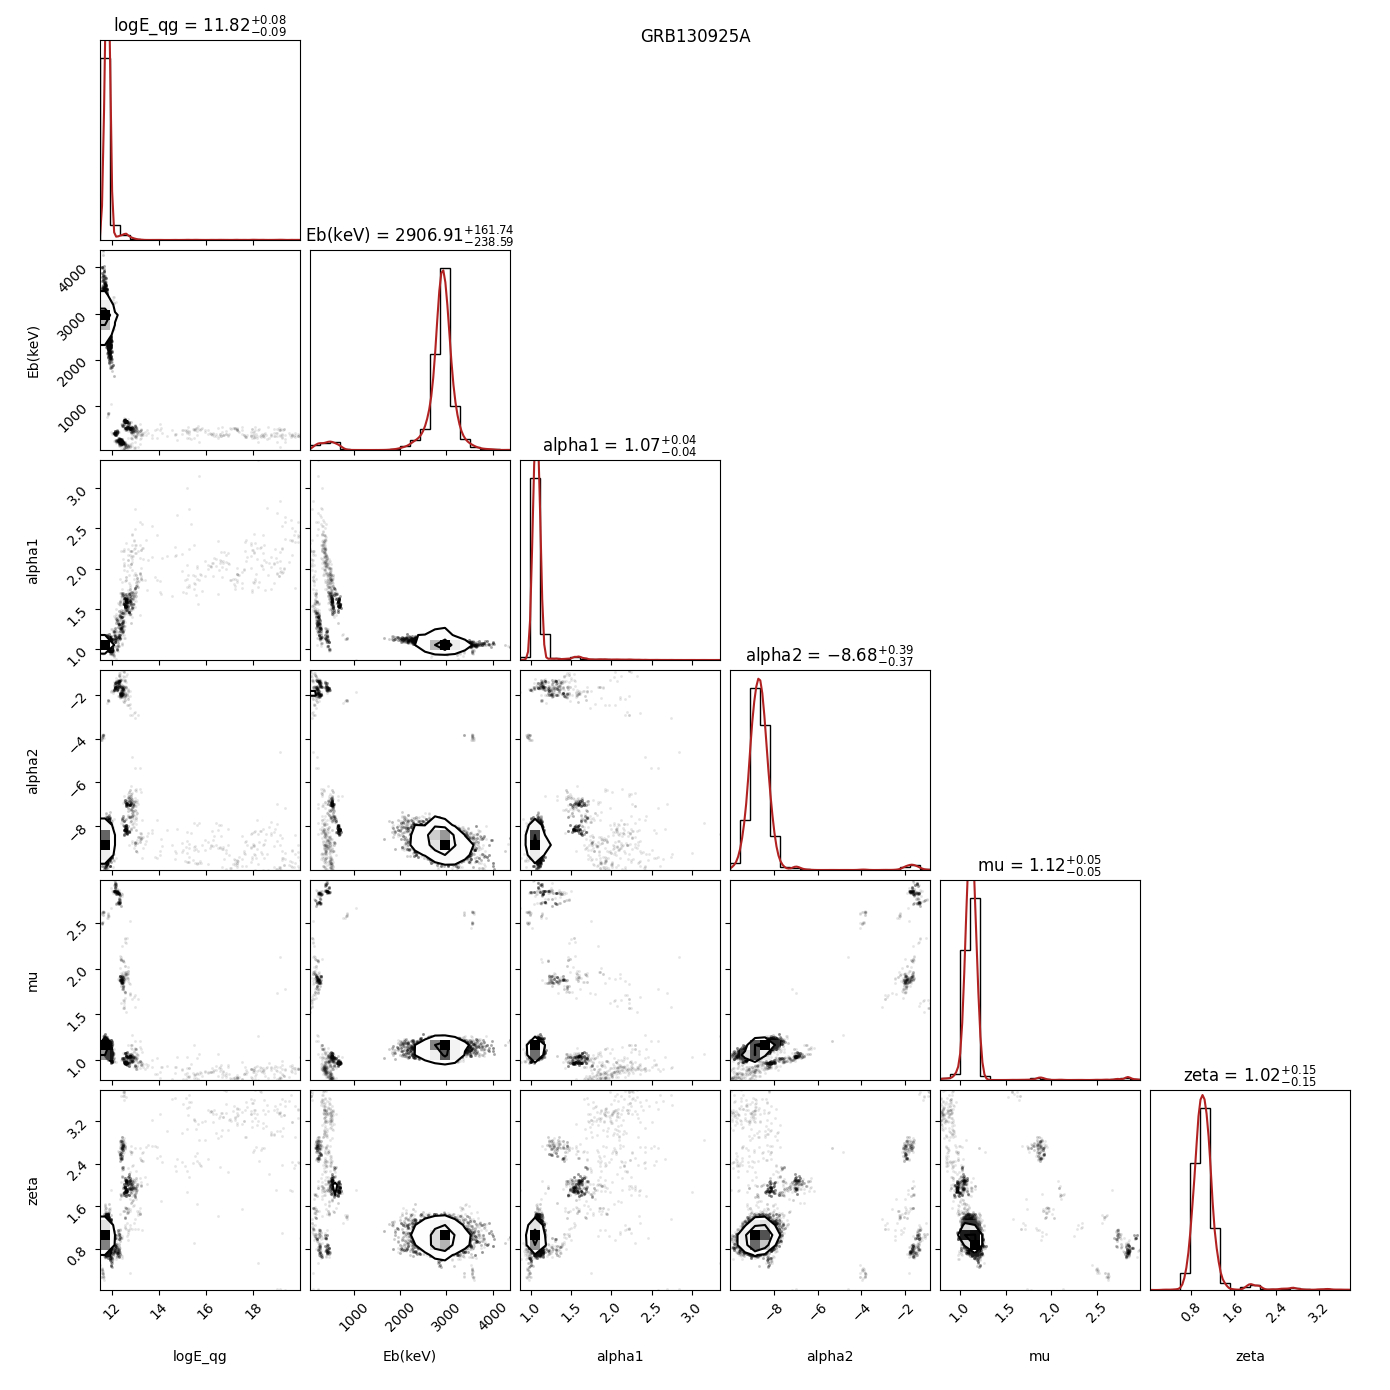 GRB130925A
logE_qg = 11.82+0.08 −0.09
Eb(keV) = 2906.91+161.74 −238.59
4000
3000
2000
1000
Eb(keV)
alpha1 = 1.07+0.04 −0.04
3.0
2.5
2.0
1.5
1.0
alpha1
alpha2 = −8.68+0.39 −0.37
−2
−4
−6
−8
alpha2
mu = 1.12+0.05 −0.05
2.5
2.0
1.5
1.0
mu
zeta = 1.02+0.15 −0.15
3.2
2.4
1.6
0.8
zeta
12 14 16 18
1000 2000 3000 4000
1.0 1.5 2.0 2.5 3.0
−8 −6 −4 −2
1.0 1.5 2.0 2.5
0.8 1.6 2.4 3.2
logE_qg Eb(keV) alpha1 alpha2 mu zeta